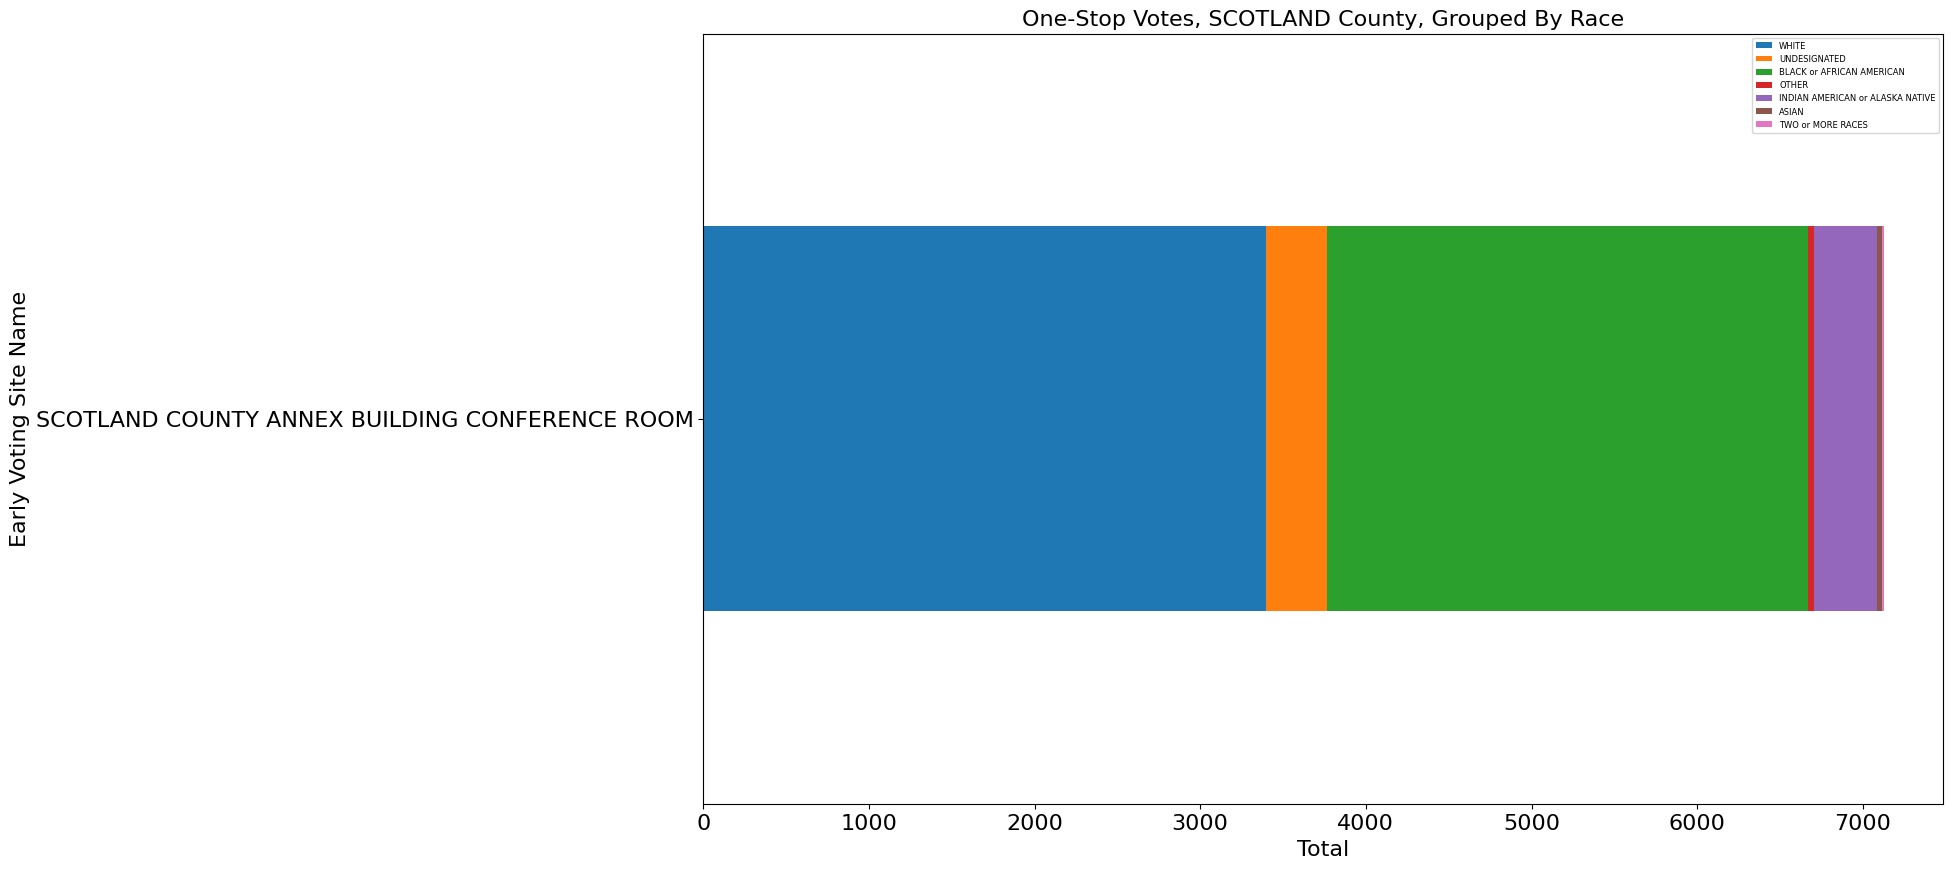 One-Stop Votes, SCOTLAND County, Grouped By Race
WHITE
UNDESIGNATED
BLACK or AFRICAN AMERICAN
OTHER
INDIAN AMERICAN or ALASKA NATIVE
ASIAN
TWO or MORE RACES
Early Voting Site Name
SCOTLAND COUNTY ANNEX BUILDING CONFERENCE ROOM
0 1000 2000 3000 4000 5000 6000 7000
Total